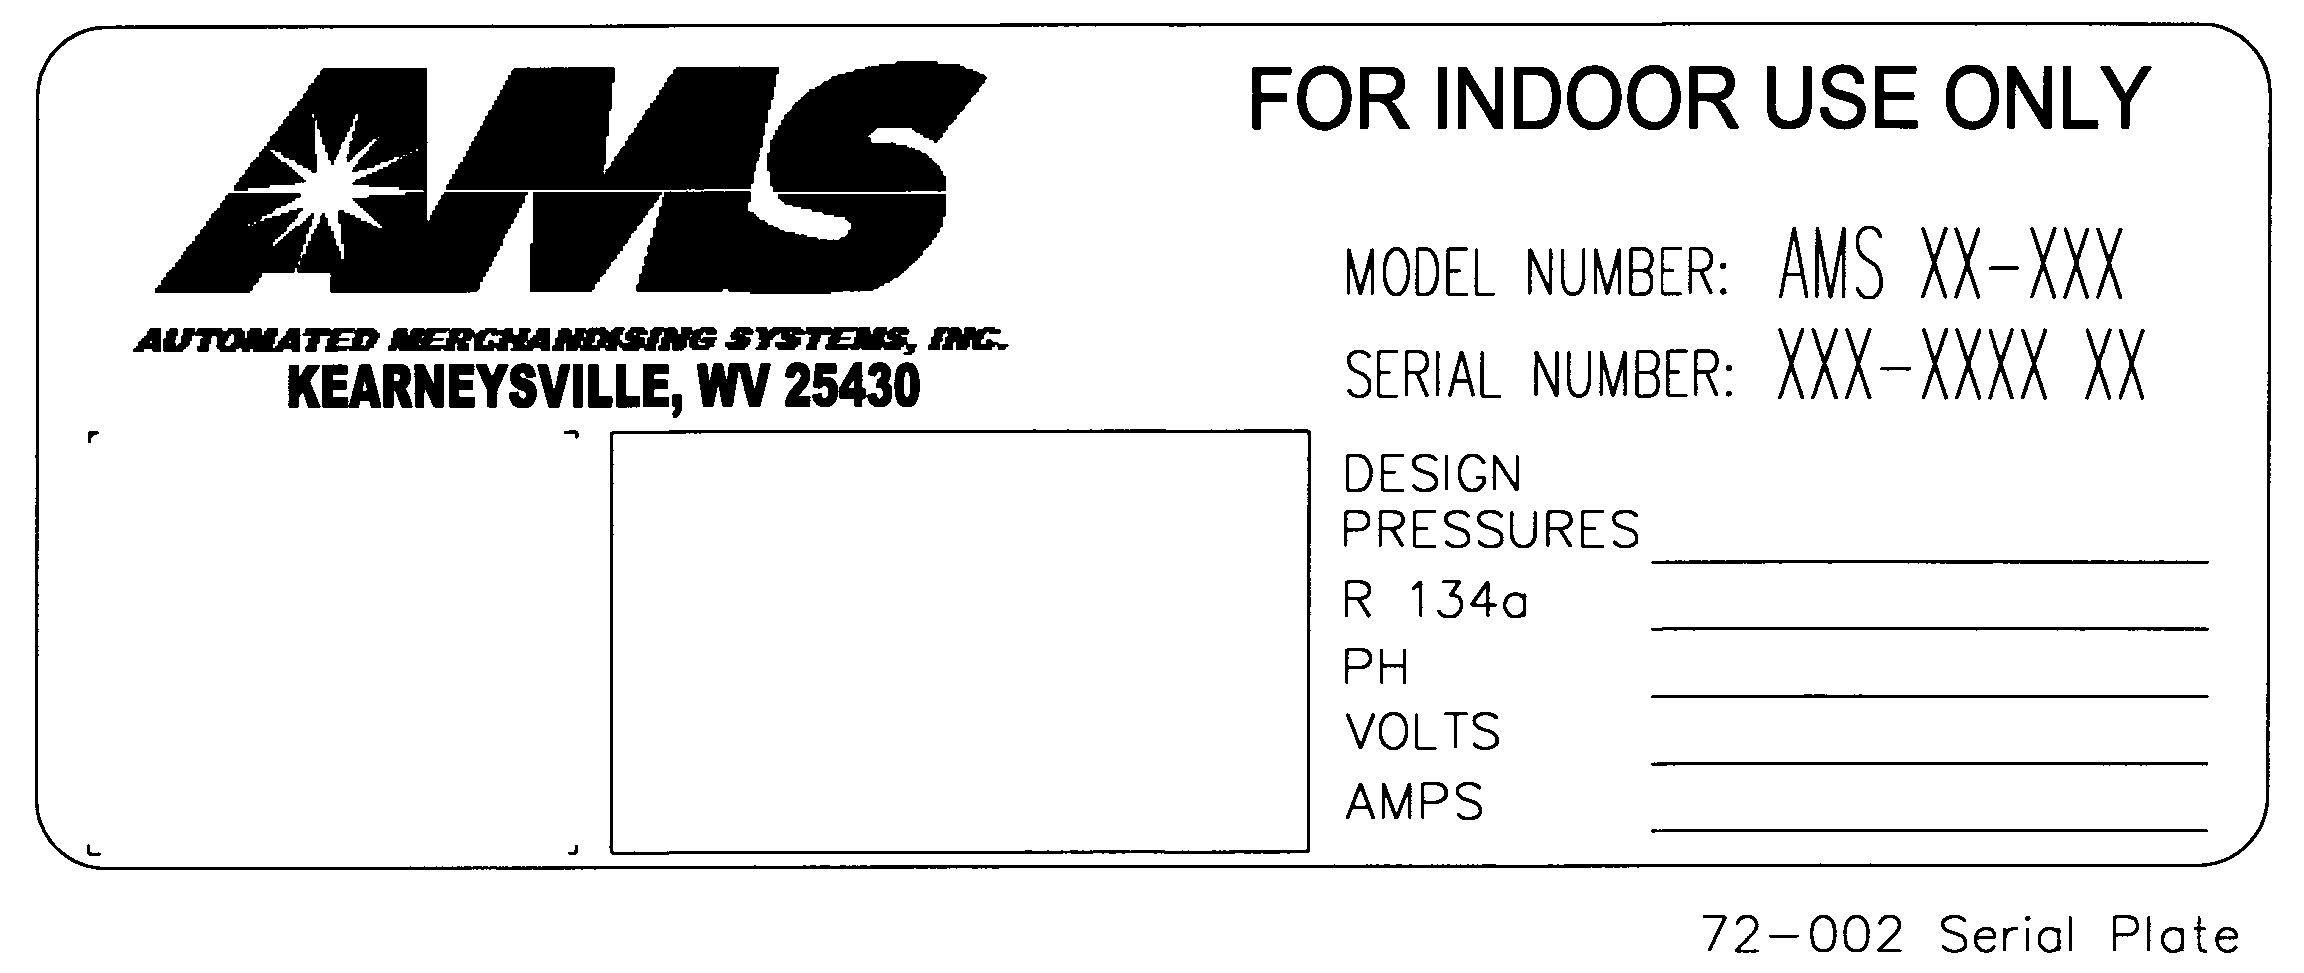 AMS
AUTOMATED MERCHANDISING SYSTEMS, INC.
KEARNEYSVILLE, WV 25430
FOR INDOOR USE ONLY
MODEL NUMBER: AMS XX-XXX
SERIAL NUMBER: XXX-XXXX XX
DESIGN
PRESSURES
R 134a
PH
VOLTS
AMPS
72-002 Serial Plate